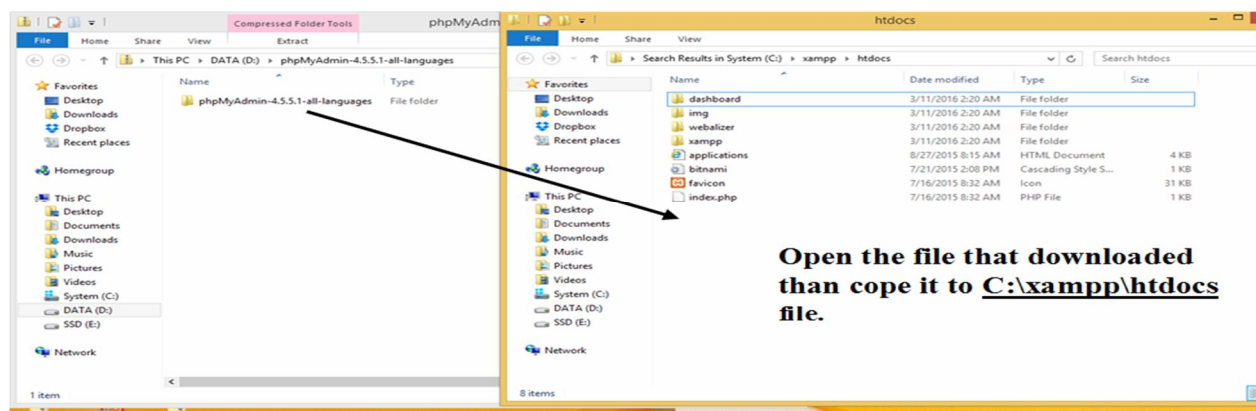 Compressed Folder Tools
phpMyAdm
File Home Share View Extract
This PC ▸ DATA (D:) ▸ phpMyAdmin-4.5.5.1-all-languages
Favorites
Desktop
Downloads
Dropbox
Recent places
Homegroup
This PC
Desktop
Documents
Downloads
Music
Pictures
Videos
System (C:)
DATA (D:)
SSD (E:)
Network
Name Type
phpMyAdmin-4.5.5.1-all-languages File folder
1 item
htdocs
File Home Share View
Search Results in System (C:) ▸ xampp ▸ htdocs
Search htdocs
Favorites
Desktop
Downloads
Dropbox
Recent places
Homegroup
This PC
Desktop
Documents
Downloads
Music
Pictures
Videos
System (C:)
DATA (D:)
SSD (E:)
Network
Name Date modified Type Size
dashboard 3/11/2016 2:20 AM File folder
img 3/11/2016 2:20 AM File folder
webalizer 3/11/2016 2:20 AM File folder
xampp 3/11/2016 2:20 AM File folder
applications 8/27/2015 8:15 AM HTML Document 4 KB
bitnami 7/21/2015 2:08 PM Cascading Style S... 1 KB
favicon 7/16/2015 8:32 AM Icon 31 KB
index.php 7/16/2015 8:32 AM PHP File 1 KB
Open the file that downloaded
than cope it to C:\xampp\htdocs
file.
8 items